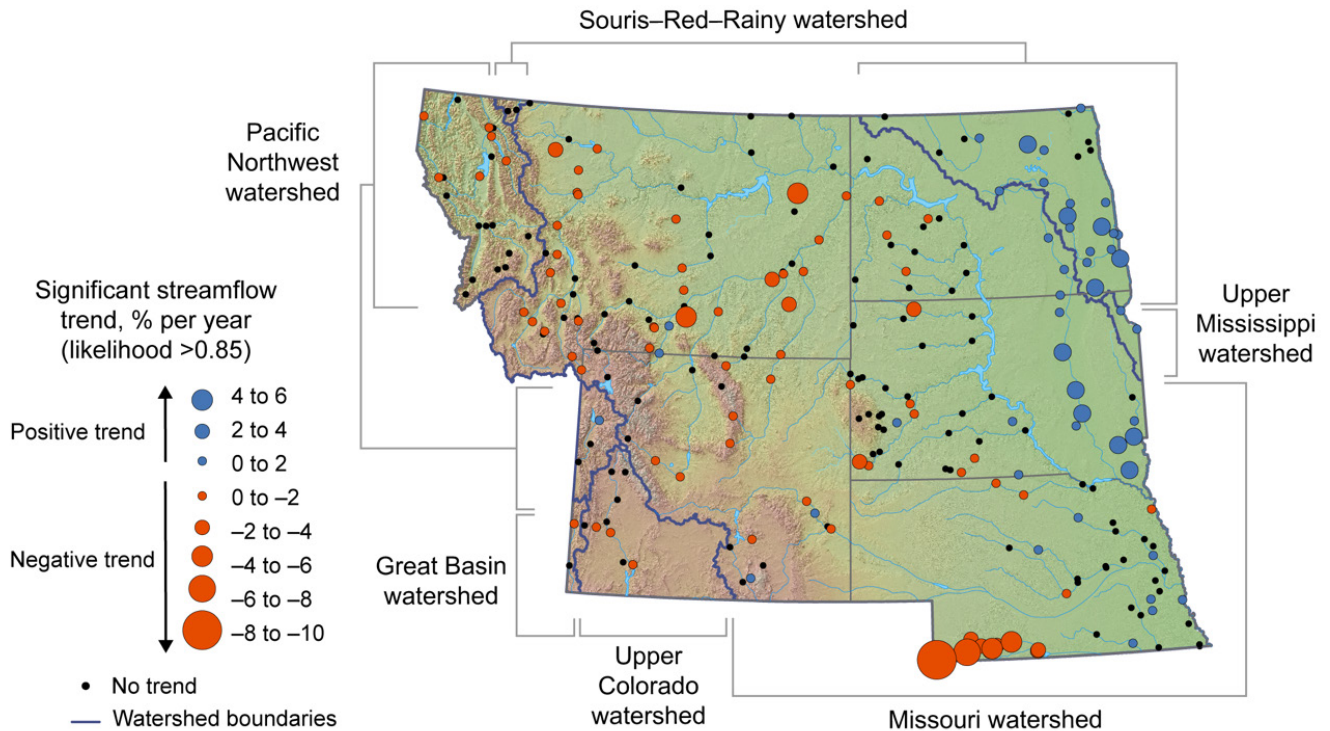 Souris–Red–Rainy watershed
Pacific
Northwest
watershed
Significant streamflow
trend, % per year
(likelihood >0.85)
4 to 6
Positive trend
2 to 4
0 to 2
0 to –2
–2 to –4
Negative trend
–4 to –6
–6 to –8
–8 to –10
No trend
Watershed boundaries
Upper
Mississippi
watershed
Great Basin
watershed
Upper
Colorado
watershed
Missouri watershed